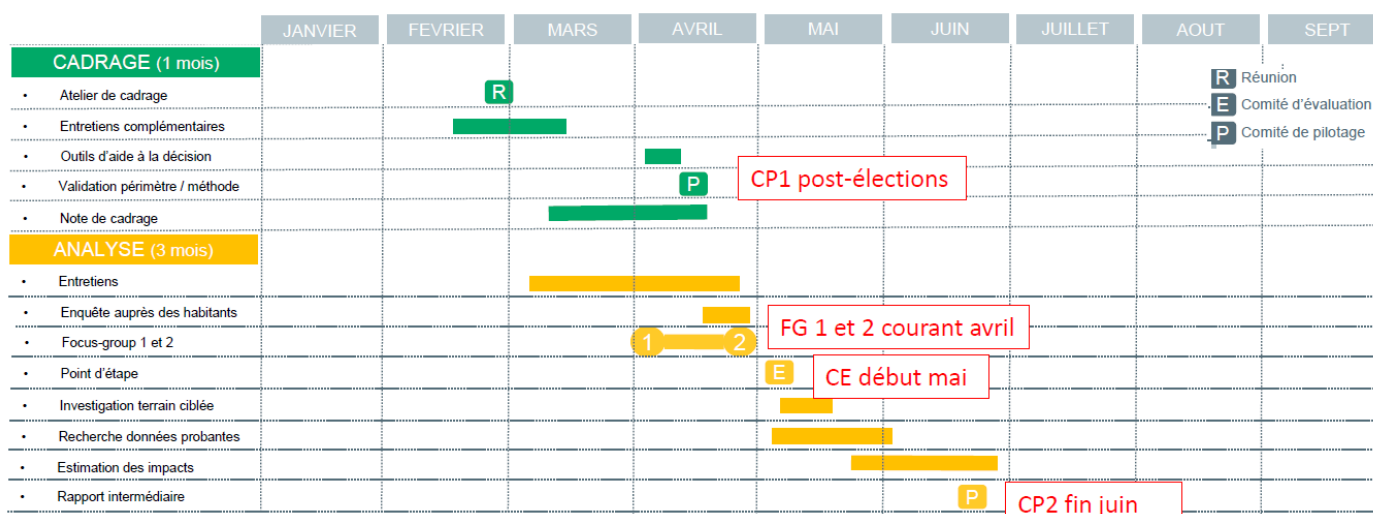 JANVIER FEVRIER MARS AVRIL MAI JUIN JUILLET AOUT SEPT
CADRAGE (1 mois)
R Réunion
• Atelier de cadrage R
E Comité d'évaluation
• Entretiens complémentaires
P Comité de pilotage
• Outils d'aide à la décision
• Validation périmètre / méthode P CP1 post-élections
• Note de cadrage
ANALYSE (3 mois)
• Entretiens
• Enquête auprès des habitants
FG 1 et 2 courant avril
• Focus-group 1 et 2 1 2
• Point d'étape E CE début mai
• Investigation terrain ciblée
• Recherche données probantes
• Estimation des impacts
• Rapport intermédiaire P CP2 fin juin